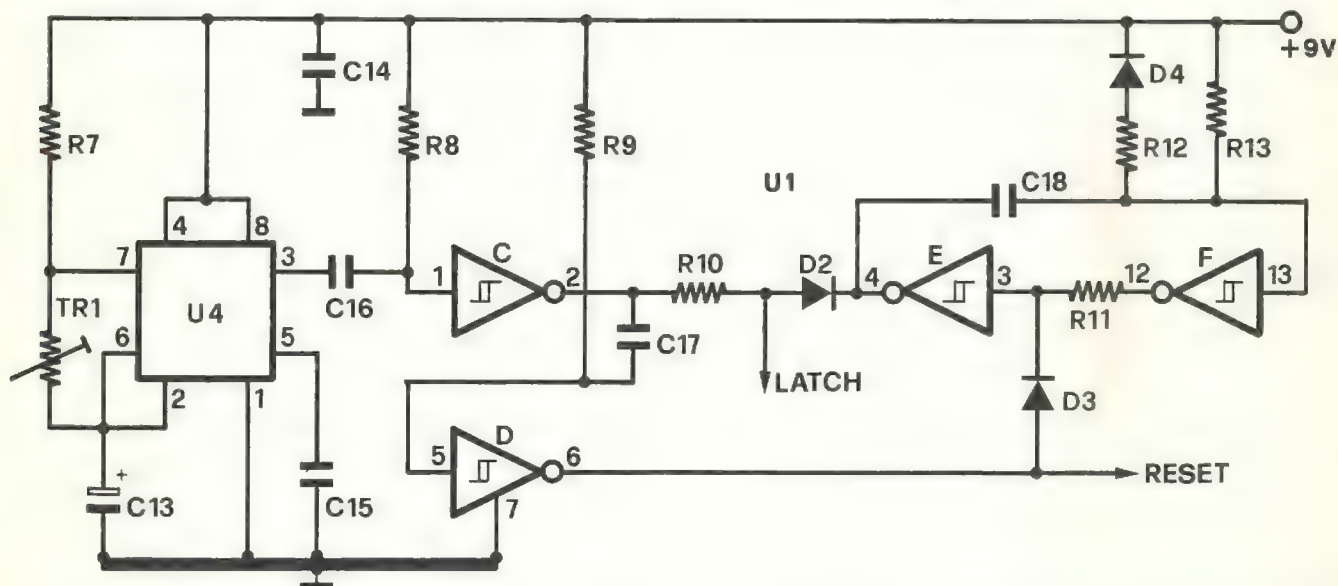 +9V
C14
D4
R7
R8
R9
R12
R13
U1
C18
4
8
7
3
C
E
F
R10
D2
1
2
4
3
12
13
C16
R11
TR1
U4
6
5
C17
LATCH
2
1
D3
D
5
6
RESET
+
C13
C15
7